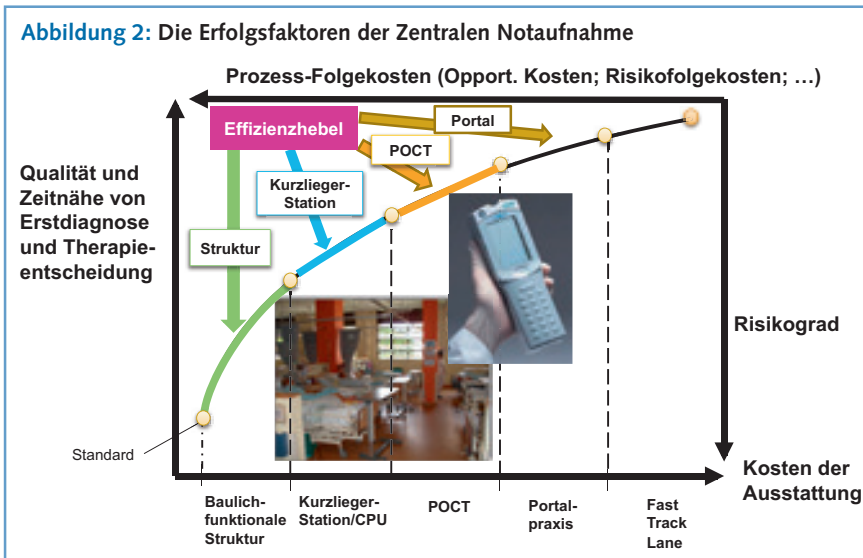 Abbildung 2: Die Erfolgsfaktoren der Zentralen Notaufnahme
Prozess-Folgekosten (Opport. Kosten; Risikofolgekosten; …)
Effizienzhebel
Portal
POCT
Qualität und
Zeitnähe von
Erstdiagnose
und Therapie-
entscheidung
Kurzlieger-
Station
Struktur
Risikograd
Standard
Kosten der
Ausstattung
Baulich-
funktionale
Struktur
Kurzlieger-
Station/CPU
POCT
Portal-
praxis
Fast
Track
Lane